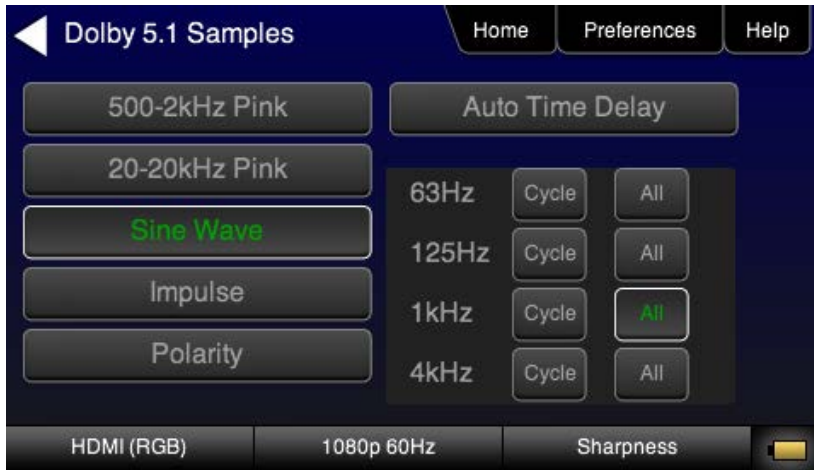 Dolby 5.1 Samples
Home
Preferences
Help
500-2kHz Pink
Auto Time Delay
20-20kHz Pink
Sine Wave
Impulse
Polarity
63Hz Cycle All
125Hz Cycle All
1kHz Cycle All
4kHz Cycle All
HDMI (RGB)
1080p 60Hz
Sharpness